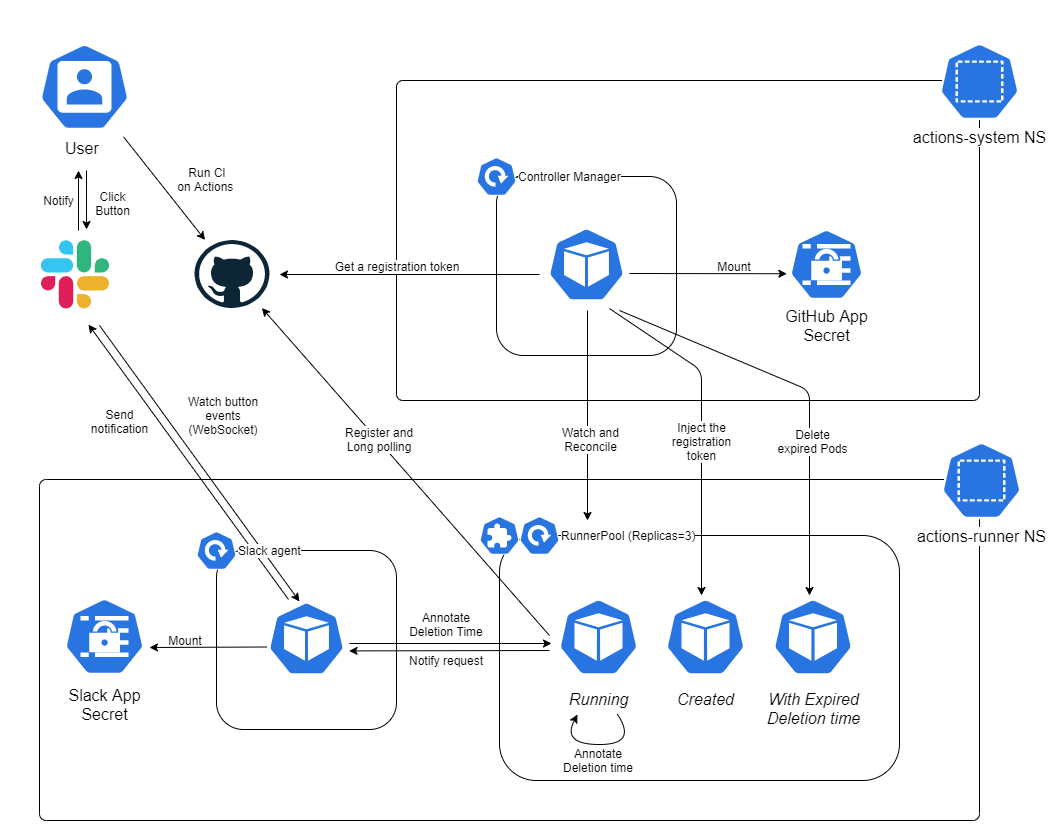 User
Run CI
on Actions
Notify
Click
Button
actions-system NS
Controller Manager
Get a registration token
Mount
GitHub App
Secret
Send
notification
Watch button
events
(WebSocket)
Register and
Long polling
Watch and
Reconcile
Inject the
registration
token
Delete
expired Pods
actions-runner NS
Slack agent
RunnerPool (Replicas=3)
Mount
Slack App
Secret
Annotate
Deletion Time
Notify request
Running
Created
With Expired
Deletion time
Annotate
Deletion time